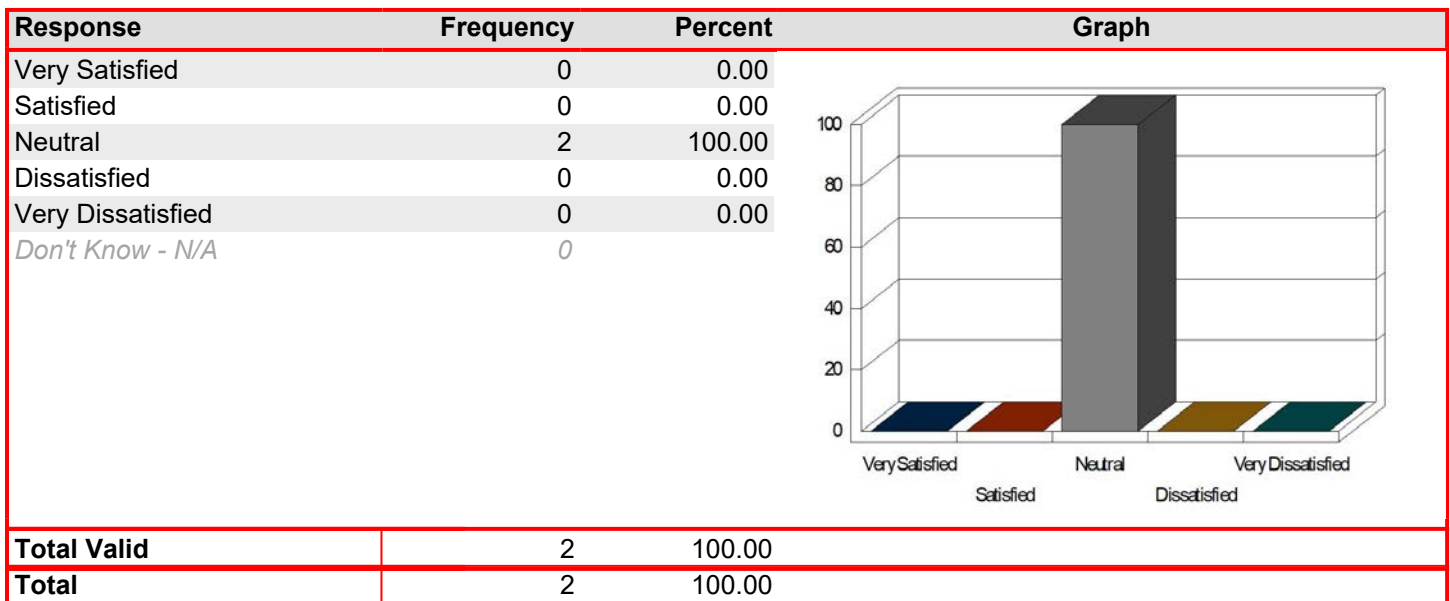 Response Frequency Percent Graph
Very Satisfied 0 0.00
Satisfied 0 0.00
Neutral 2 100.00
Dissatisfied 0 0.00
Very Dissatisfied 0 0.00
Don't Know - N/A 0
100
80
60
40
20
0
Very Satisfied Neutral Very Dissatisfied
Satisfied Dissatisfied
Total Valid 2 100.00
Total 2 100.00